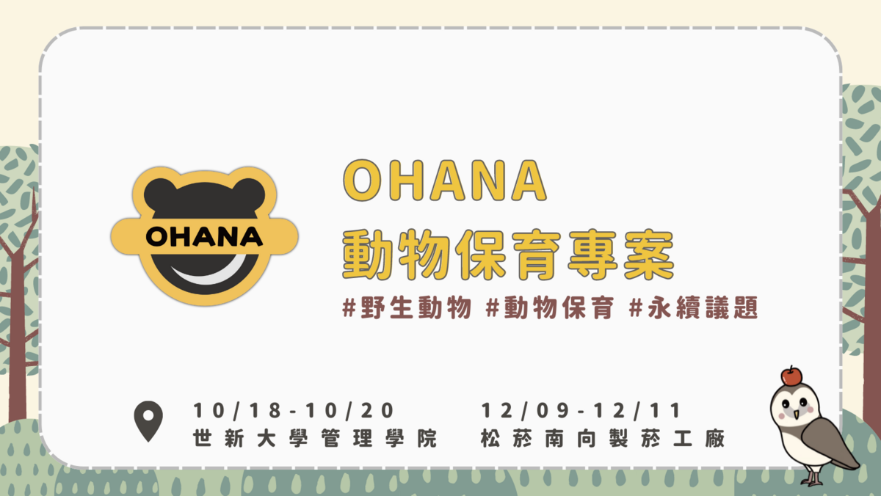 OHANA
OHANA
動物保育專案
#野生動物 #動物保育 #永續議題
10/18-10/20
世新大學管理學院
12/09-12/11
松菸南向製菸工廠